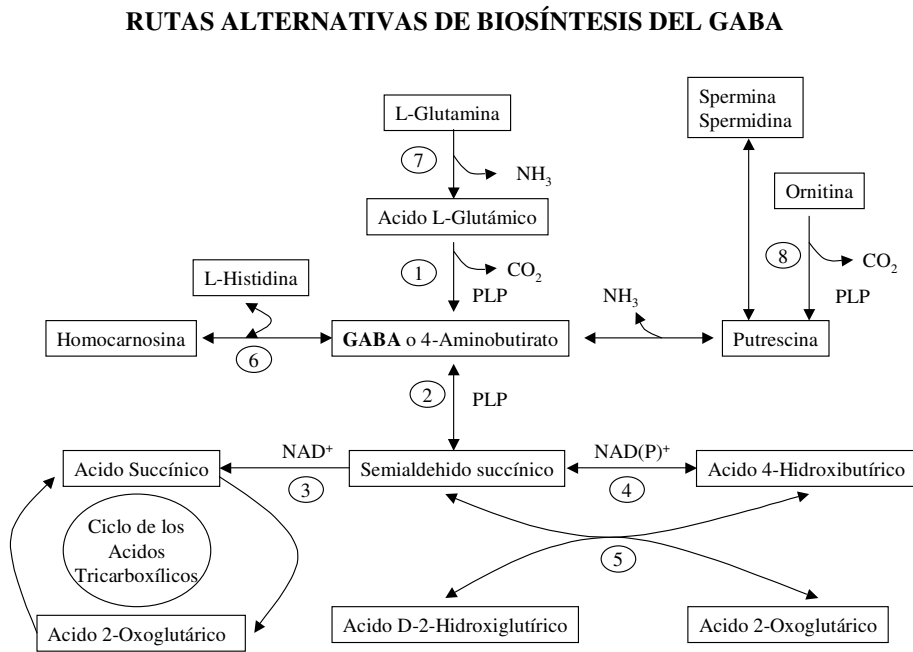 RUTAS ALTERNATIVAS DE BIOSÍNTESIS DEL GABA
L-Glutamina
Spermina
Spermidina
7
NH3
Ornitina
Acido L-Glutámico
8
CO2
1
CO2
PLP
PLP
L-Histidina
NH3
Homocarnosina
6
GABA o 4-Aminobutirato
Putrescina
2
PLP
Acido Succínico
NAD+
3
Semialdehido succínico
NAD(P)+
4
Acido 4-Hidroxibutírico
Ciclo de los
Acidos
Tricarboxílicos
5
Acido 2-Oxoglutárico
Acido D-2-Hidroxiglutírico
Acido 2-Oxoglutárico